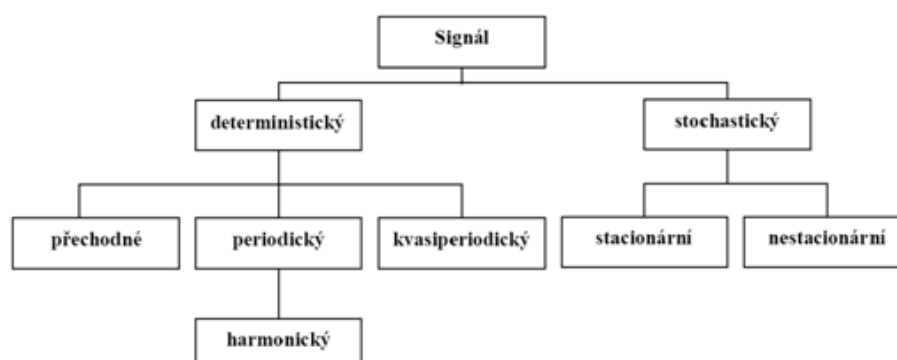 Signál
deterministický
stochastický
přechodné
periodický
kvasiperiodický
stacionární
nestacionární
harmonický